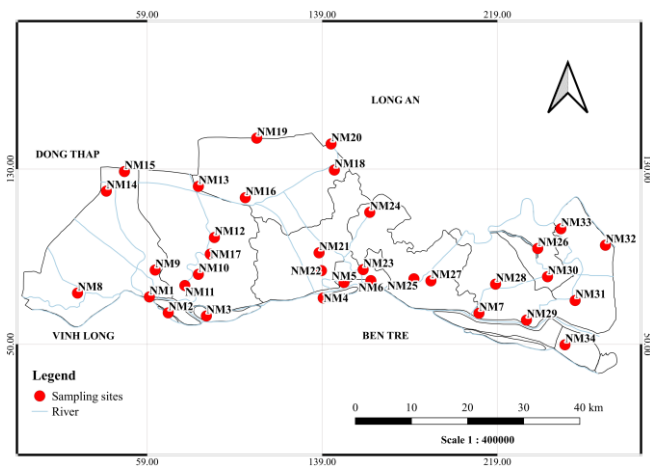 59.00 139.00 219.00
LONG AN
NM19
NM20
DONG THAP
130.00
130.00
NM15
NM18
NM13
NM14
NM16
NM24
NM33
NM12
NM26
NM32
NM17
NM21
NM9
NM10
NM22
NM23
NM5
NM6
NM25
NM27
NM28
NM30
NM8
NM1
NM11
NM4
NM31
NM2
NM3
NM7
NM29
VINH LONG
BEN TRE
NM34
50.00
50.00
Legend
Sampling sites
River
0 10 20 30 40 km
Scale 1 : 400000
59.00 139.00 219.00